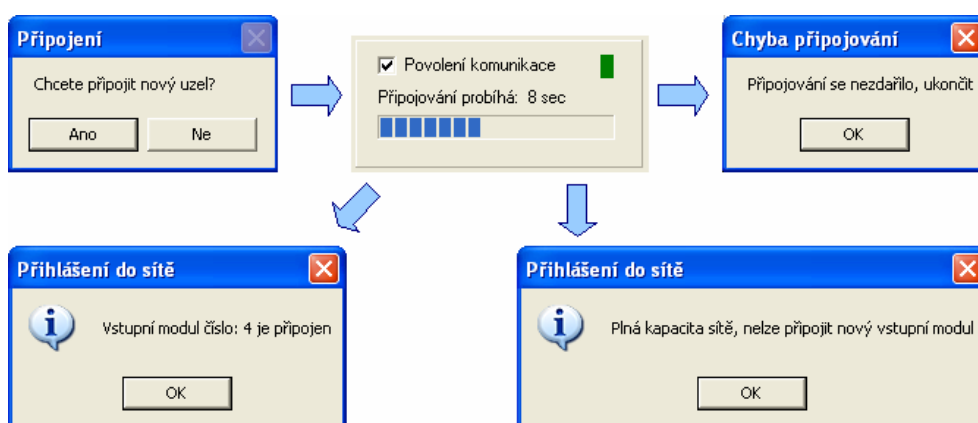 Připojení
Chcete připojit nový uzel?
Ano
Ne
Povolení komunikace
Připojování probíhá: 8 sec
Chyba připojování
Připojování se nezdařilo, ukončit
OK
Přihlášení do sítě
Vstupní modul číslo: 4 je připojen
OK
Přihlášení do sítě
Plná kapacita sítě, nelze připojit nový vstupní modul
OK